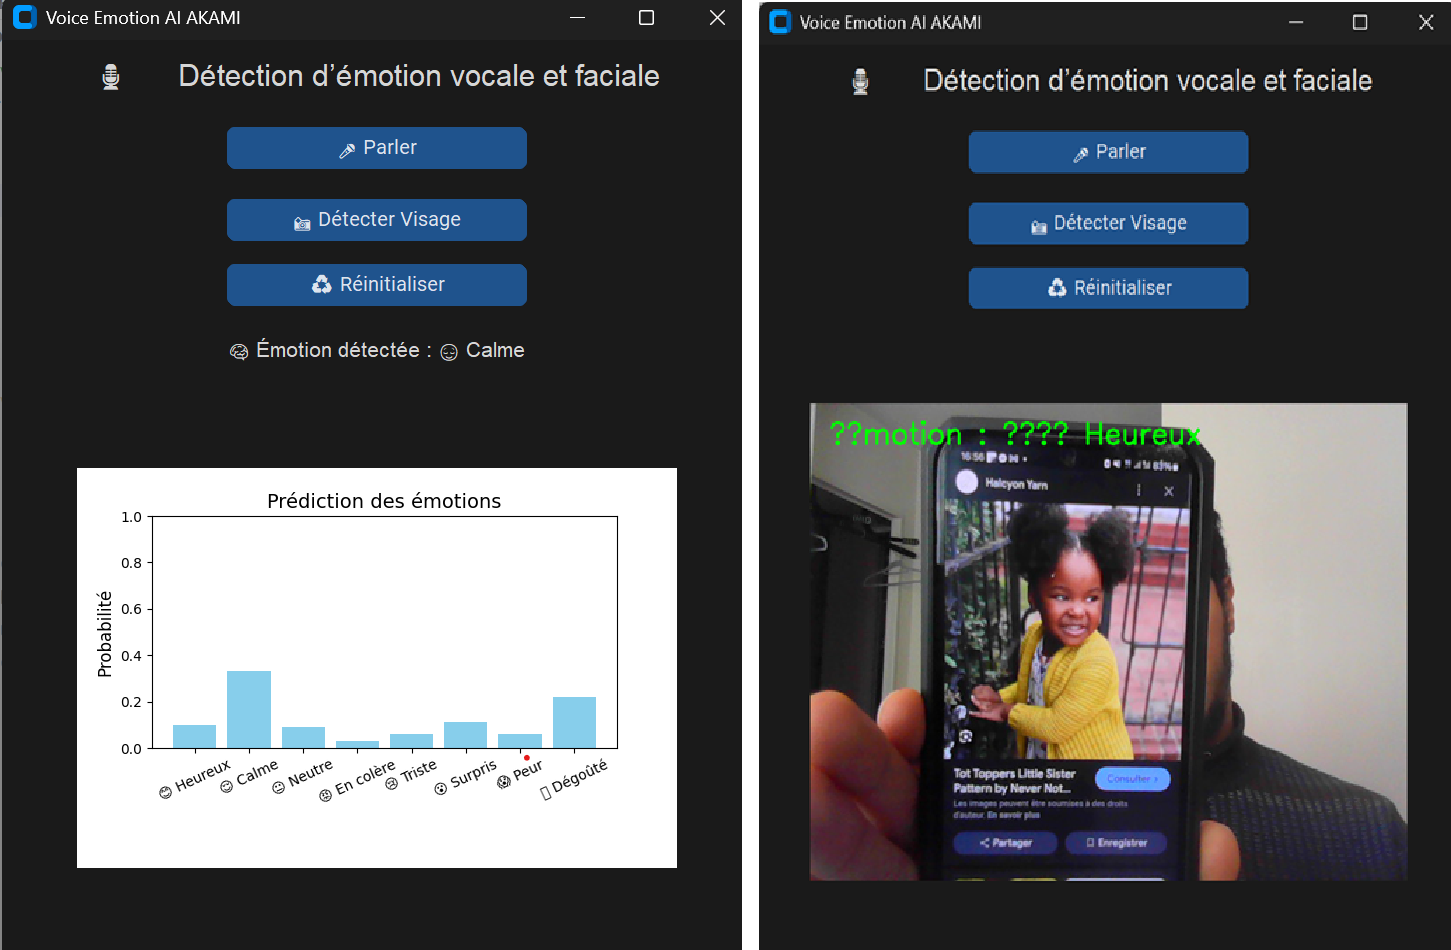 Voice Emotion AI AKAMI
Détection d’émotion vocale et faciale
Parler
Détecter Visage
Réinitialiser
Émotion détectée : Calme
Prédiction des émotions
Probabilité
1.0
0.8
0.6
0.4
0.2
0.0
Heureux
Calme
Neutre
En colère
Triste
Surpris
Peur
Dégoûté
Voice Emotion AI AKAMI
Détection d’émotion vocale et faciale
Parler
Détecter Visage
Réinitialiser
??motion : ???? Heureux
16:56 83%
Halcyon Yarn
Tot Toppers Little Sister
Pattern by Never Not...
Consulter ›
Les images peuvent être soumises à des droits
d'auteur. En savoir plus
Partager
Enregistrer